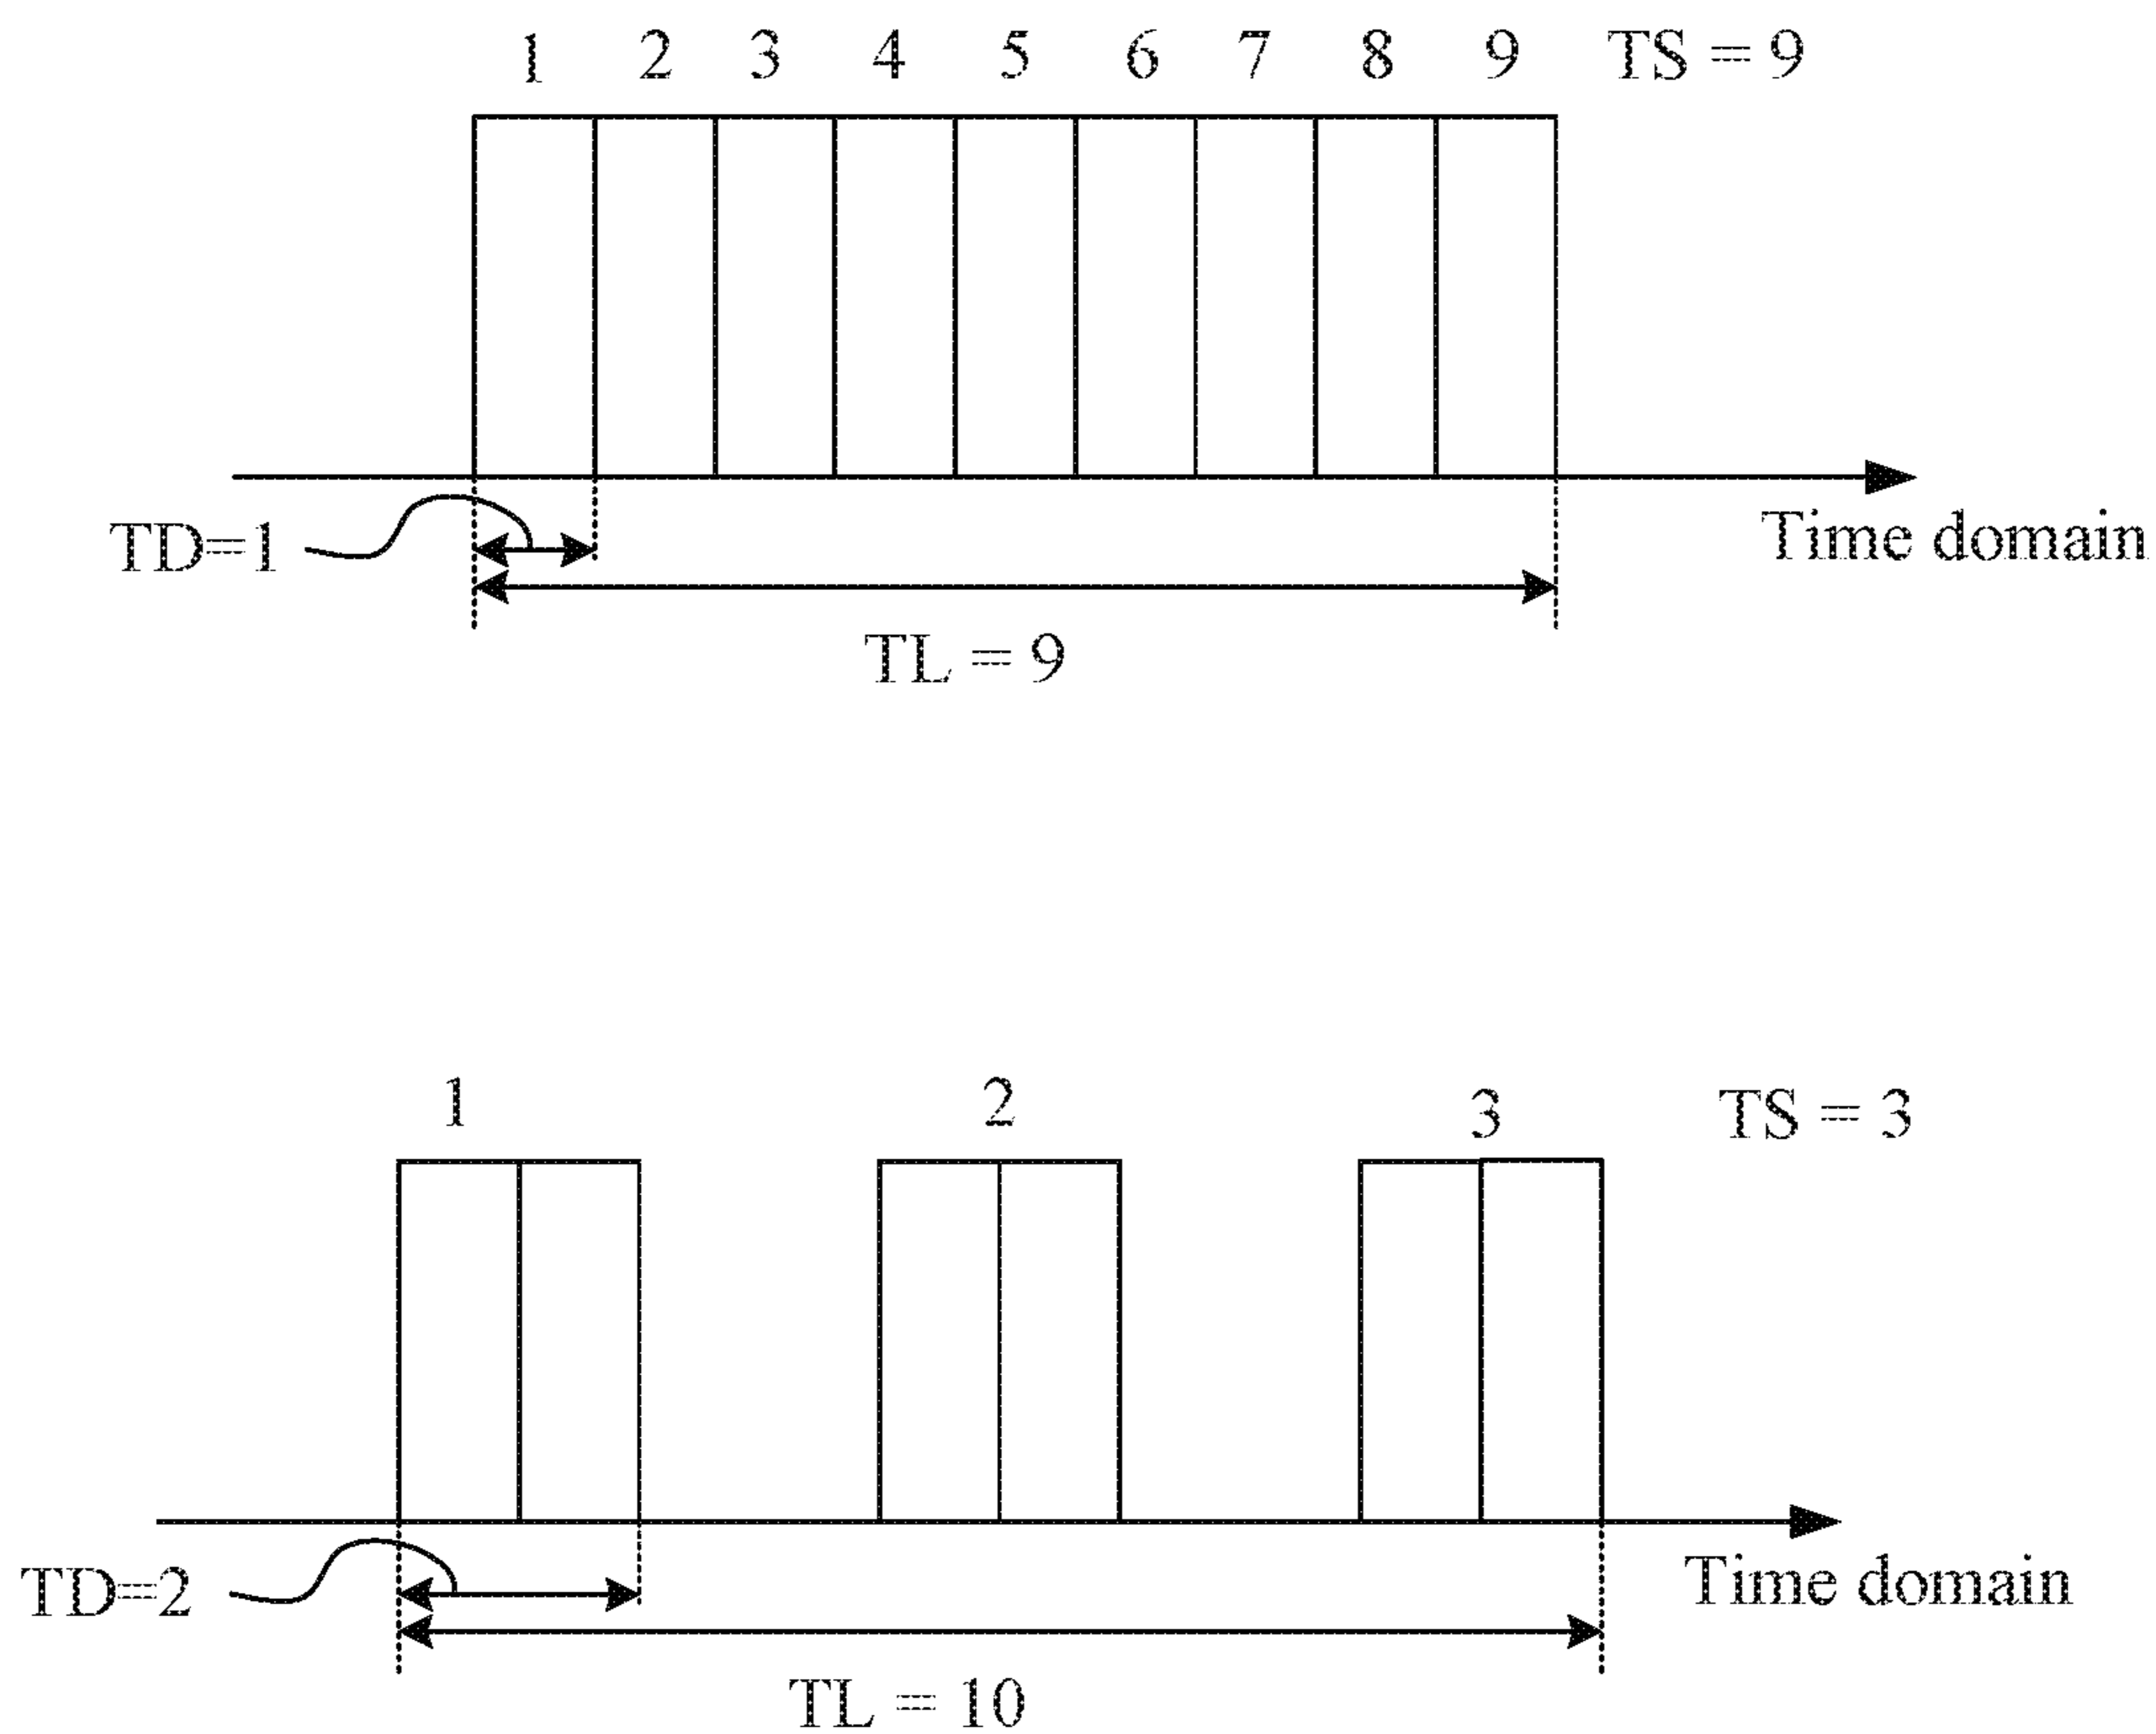 1 2 3 4 5 6 7 8 9 TS = 9
TD=1
Time domain
TL = 9
1 2 3 TS = 3
TD=2
Time domain
TL = 10